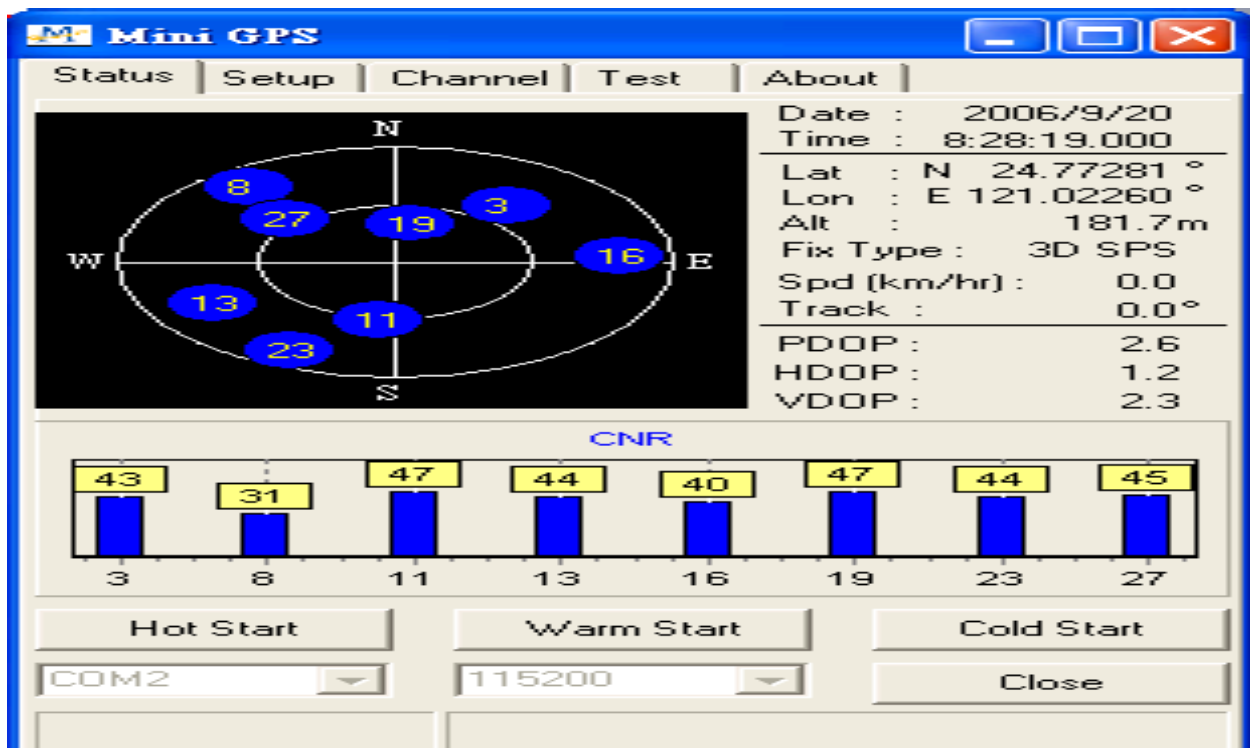 Mini GPS
Status Setup Channel Test About
N
W
E
S
8
27
19
3
16
13
11
23
Date : 2006/9/20
Time : 8:28:19.000
Lat : N 24.77281 °
Lon : E 121.02260 °
Alt : 181.7m
Fix Type : 3D SPS
Spd (km/hr) : 0.0
Track : 0.0°
PDOP : 2.6
HDOP : 1.2
VDOP : 2.3
CNR
43 31 47 44 40 47 44 45
3 8 11 13 16 19 23 27
Hot Start Warm Start Cold Start
COM2 115200 Close